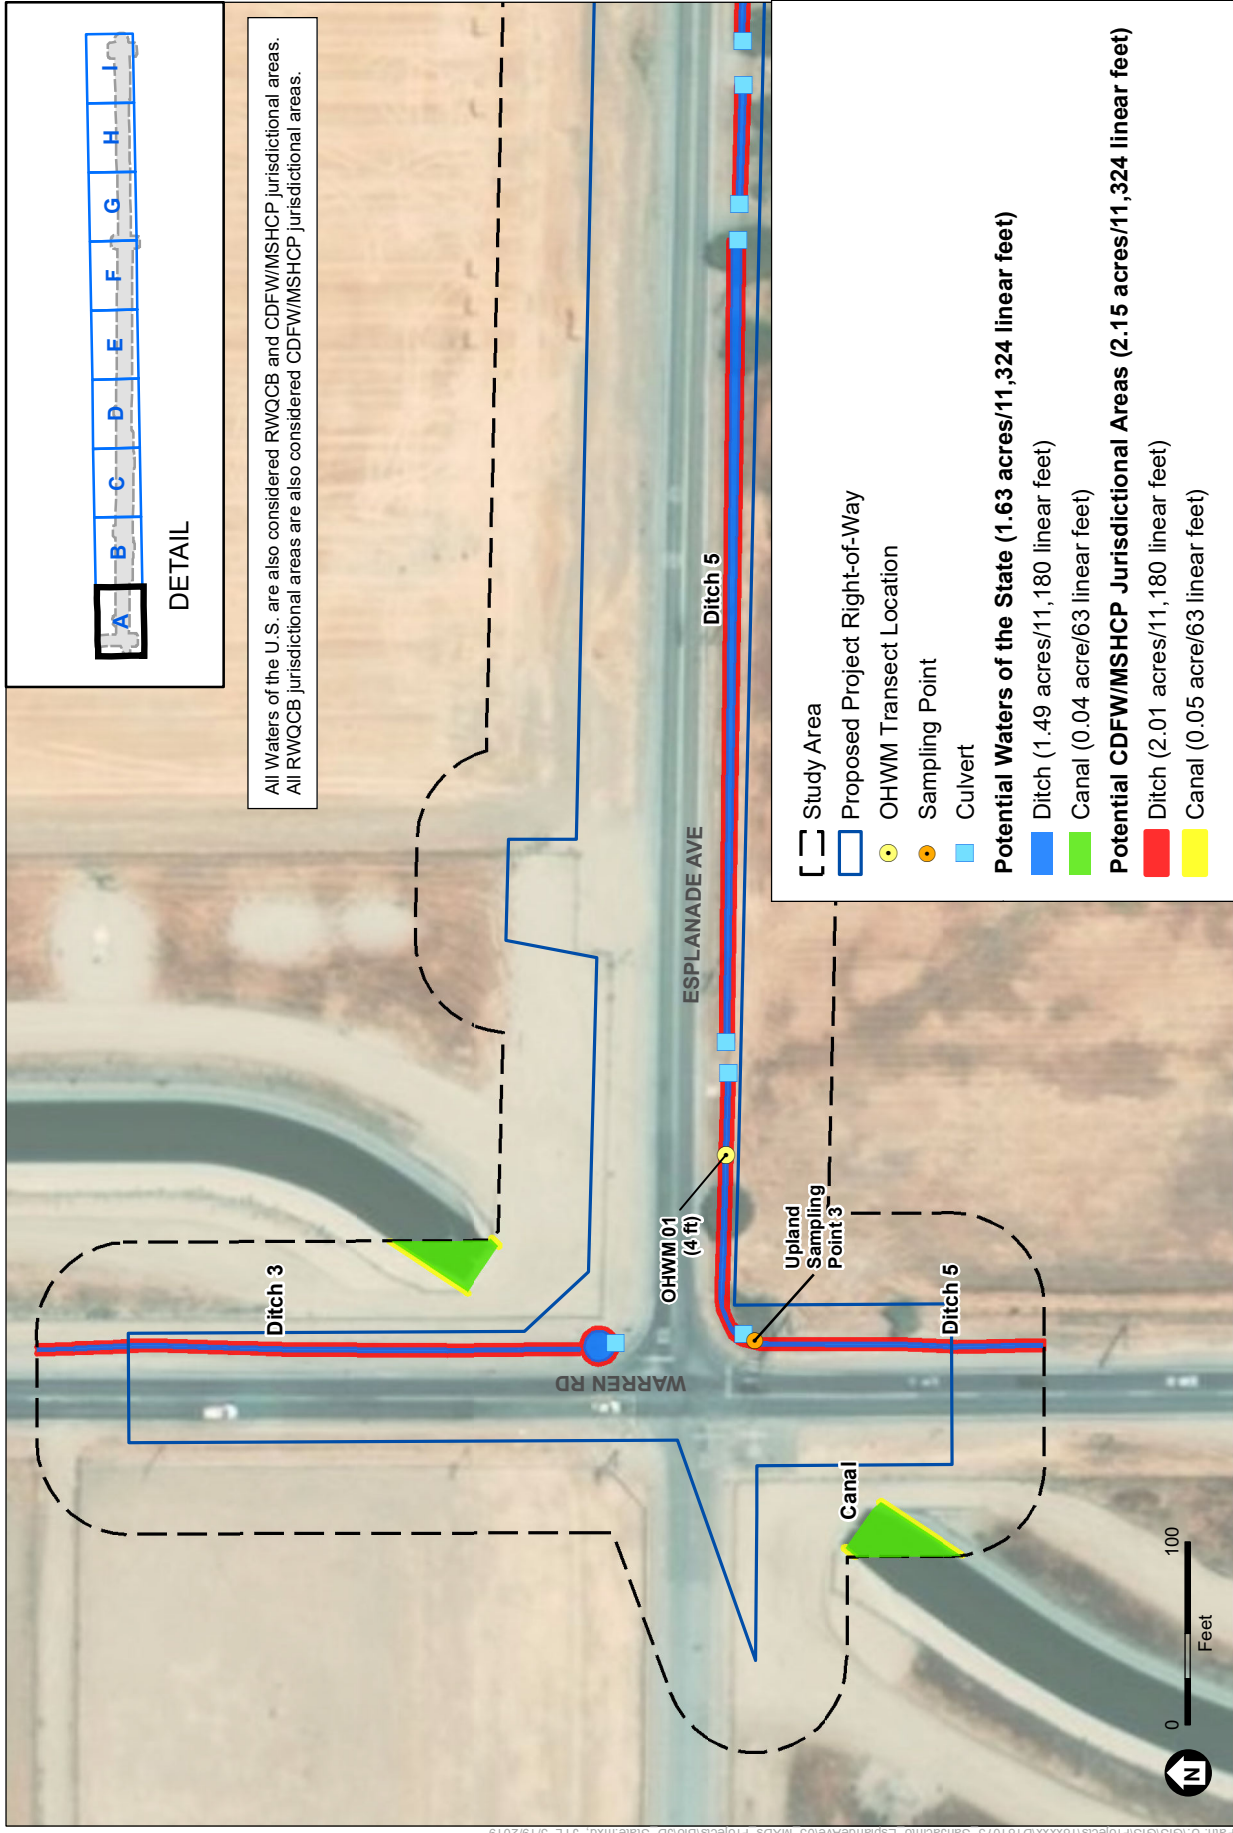 A
B
C
D
E
F
G
H
I
DETAIL
All Waters of the U.S. are also considered RWQCB and CDFW/MSHCP jurisdictional areas.
All RWQCB jurisdictional areas are also considered CDFW/MSHCP jurisdictional areas.
Ditch 3
WARREN RD
ESPLANADE AVE
Ditch 5
OHWM 01
(4 ft)
Upland
Sampling
Point 3
Ditch 5
Canal
Study Area
Proposed Project Right-of-Way
OHWM Transect Location
Sampling Point
Culvert
Potential Waters of the State (1.63 acres/11,324 linear feet)
Ditch (1.49 acres/11,180 linear feet)
Canal (0.04 acre/63 linear feet)
Potential CDFW/MSHCP Jurisdictional Areas (2.15 acres/11,324 linear feet)
Ditch (2.01 acres/11,180 linear feet)
Canal (0.05 acre/63 linear feet)
N
0
100
Feet